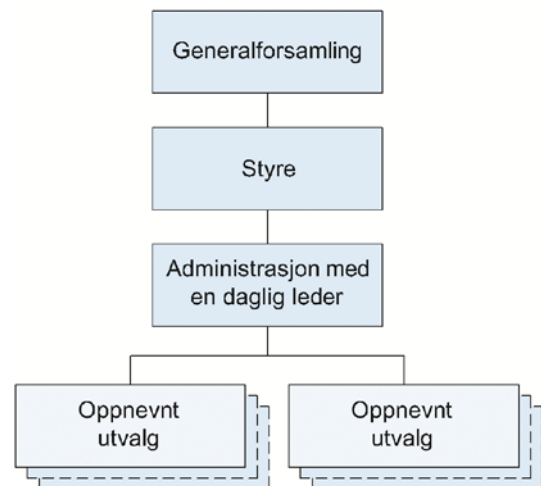 Generalforsamling
Styre
Administrasjon med
en daglig leder
Oppnevnt
utvalg
Oppnevnt
utvalg